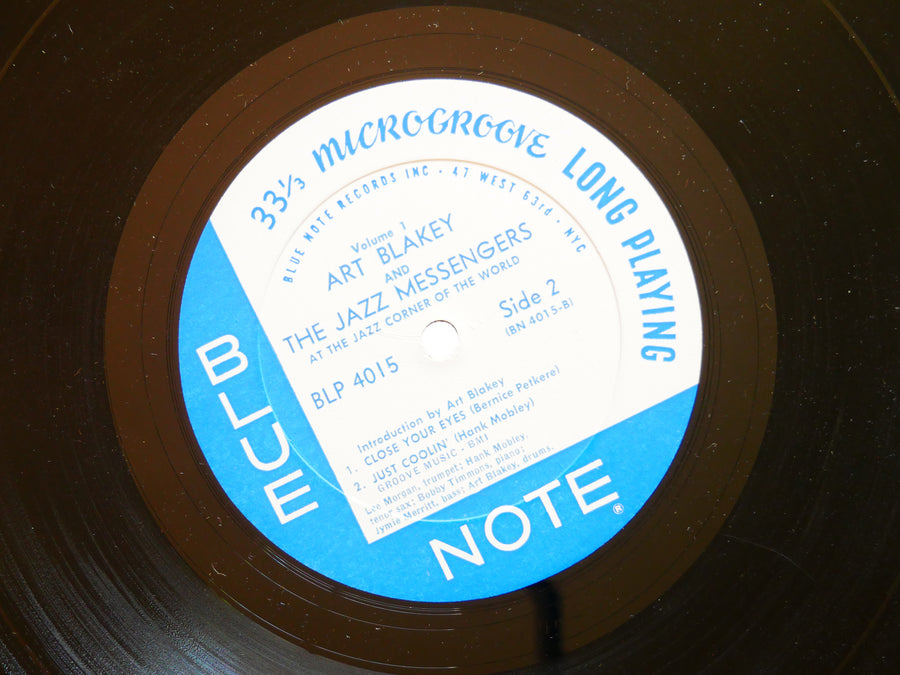 33⅓ MICROGROOVE LONG PLAYING
BLUE NOTE RECORDS INC • 47 WEST 63rd • NYC
Volume 1
ART BLAKEY
AND
THE JAZZ MESSENGERS
AT THE JAZZ CORNER OF THE WORLD
BLP 4015
Side 2
(BN 4015-B)
Introduction by Art Blakey
1. CLOSE YOUR EYES (Bernice Petkere)
2. JUST COOLIN' (Hank Mobley)
GROOVE MUSIC - BMI
Lee Morgan, trumpet; Hank Mobley,
tenor sax; Bobby Timmons, piano;
Jymie Merritt, bass; Art Blakey, drums.
BLUE
NOTE®